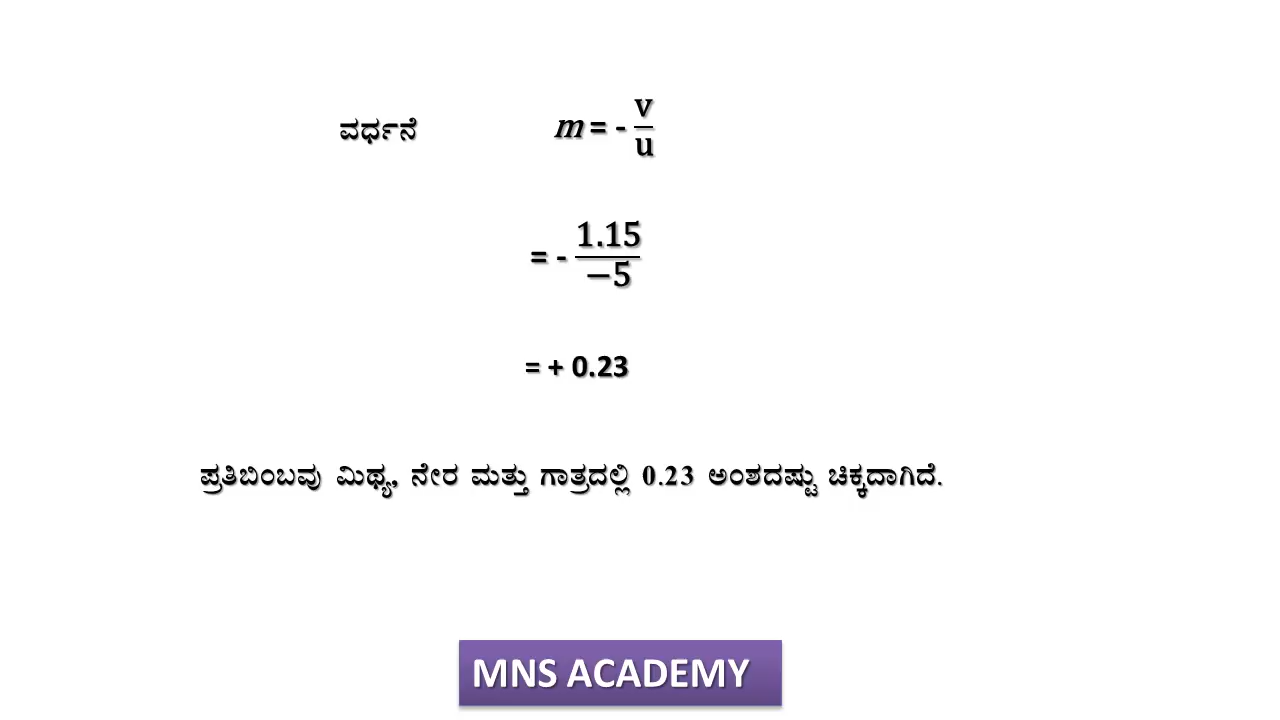 ವರ್ಧನೆ m = - v/u
= - 1.15/−5
= + 0.23
ಪ್ರತಿಬಿಂಬವು ಮಿಥ್ಯ, ನೇರ ಮತ್ತು ಗಾತ್ರದಲ್ಲಿ 0.23 ಅಂಶದಷ್ಟು ಚಿಕ್ಕದಾಗಿದೆ.
MNS ACADEMY